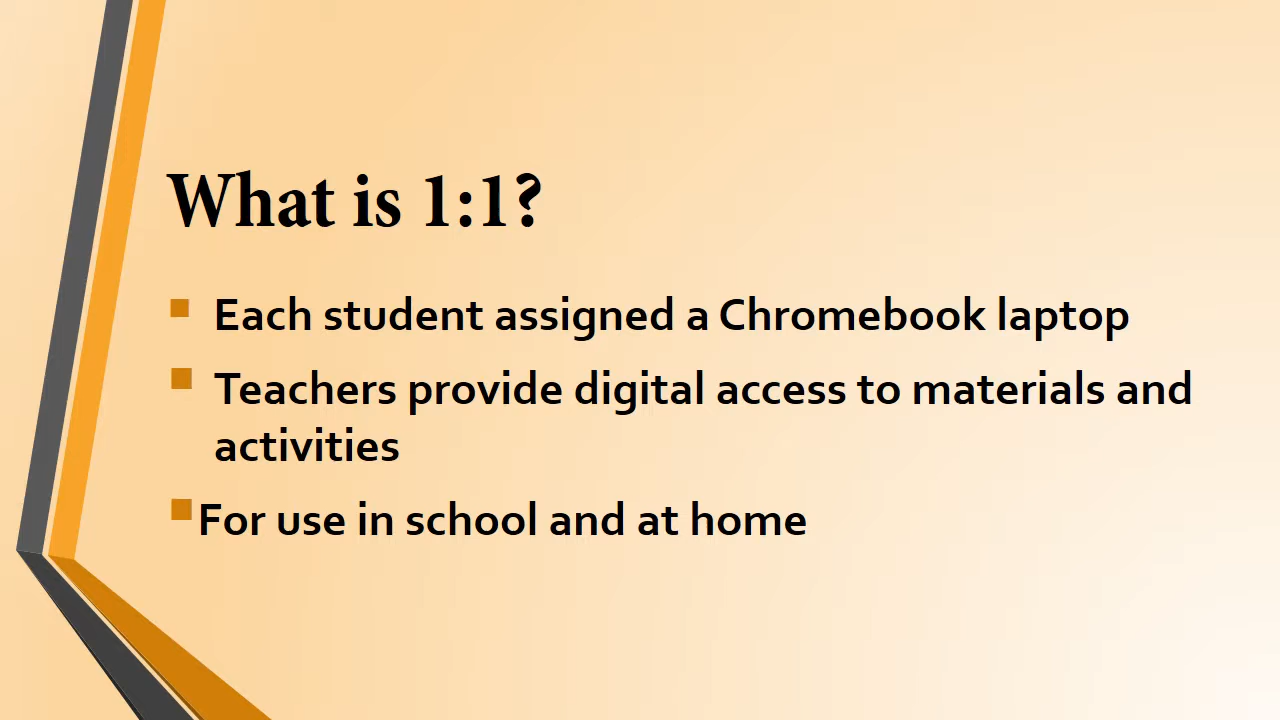 What is 1:1?
Each student assigned a Chromebook laptop
Teachers provide digital access to materials and
activities
For use in school and at home